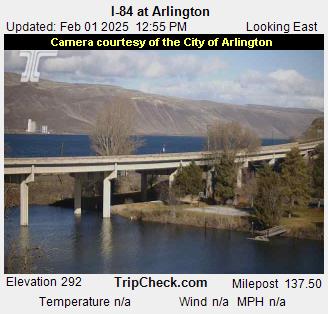 I-84 at Arlington
Updated: Feb 01 2025 12:55 PM Looking East
Camera courtesy of the City of Arlington
Elevation 292 TripCheck.com Milepost 137.50
Temperature n/a Wind n/a MPH n/a